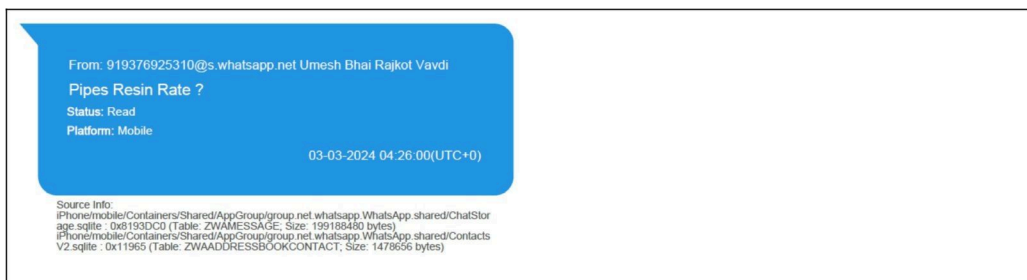 From: 919376925310@s.whatsapp.net Umesh Bhai Rajkot Vavdi
Pipes Resin Rate ?
Status: Read
Platform: Mobile
03-03-2024 04:26:00(UTC+0)
Source Info:
iPhone/mobile/Containers/Shared/AppGroup/group.net.whatsapp.WhatsApp.shared/ChatStor
age.sqlite : 0x8193DC0 (Table: ZWAMESSAGE; Size: 199188480 bytes)
iPhone/mobile/Containers/Shared/AppGroup/group.net.whatsapp.WhatsApp.shared/Contacts
V2.sqlite : 0x11965 (Table: ZWAADDRESSBOOKCONTACT; Size: 1478656 bytes)